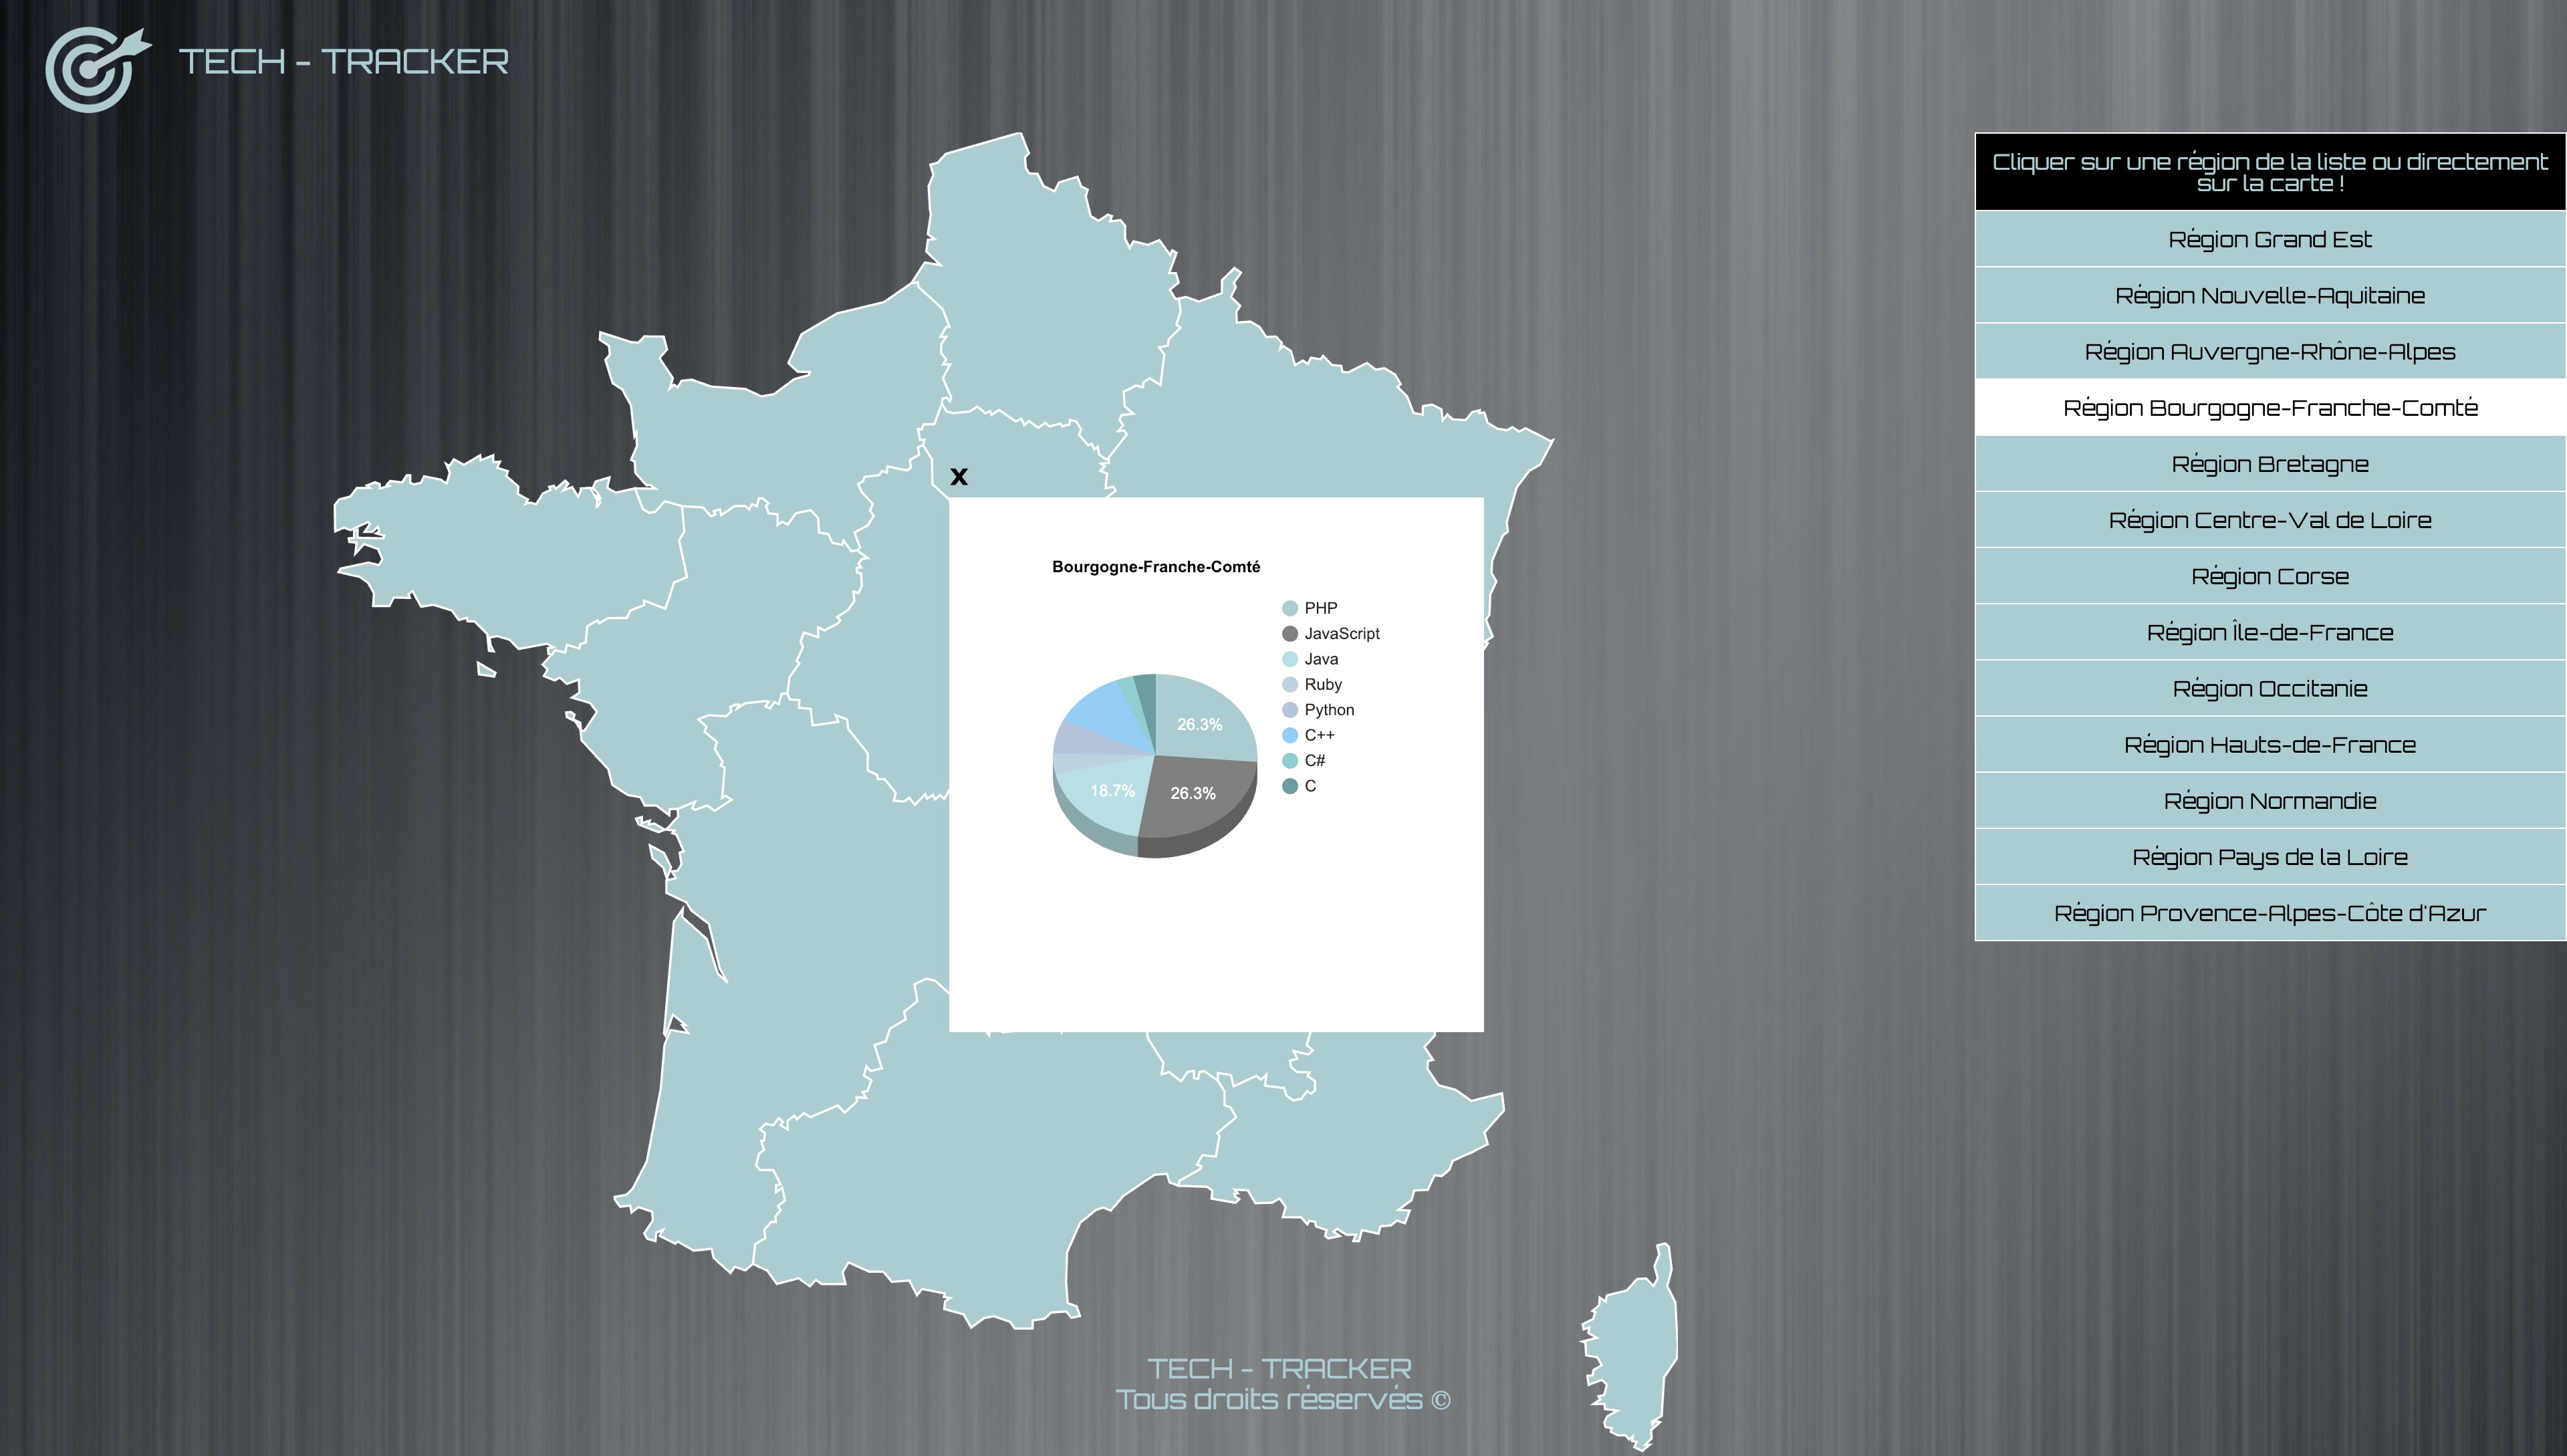 TECH - TRACKER
Cliquer sur une région de la liste ou directement
sur la carte !
Région Grand Est
Région Nouvelle-Aquitaine
Région Auvergne-Rhône-Alpes
Région Bourgogne-Franche-Comté
Région Bretagne
Région Centre-Val de Loire
Région Corse
Région Île-de-France
Région Occitanie
Région Hauts-de-France
Région Normandie
Région Pays de la Loire
Région Provence-Alpes-Côte d'Azur
x
Bourgogne-Franche-Comté
PHP
JavaScript
Java
Ruby
Python
C++
C#
C
26.3%
18.7%
26.3%
TECH - TRACKER
Tous droits réservés ©